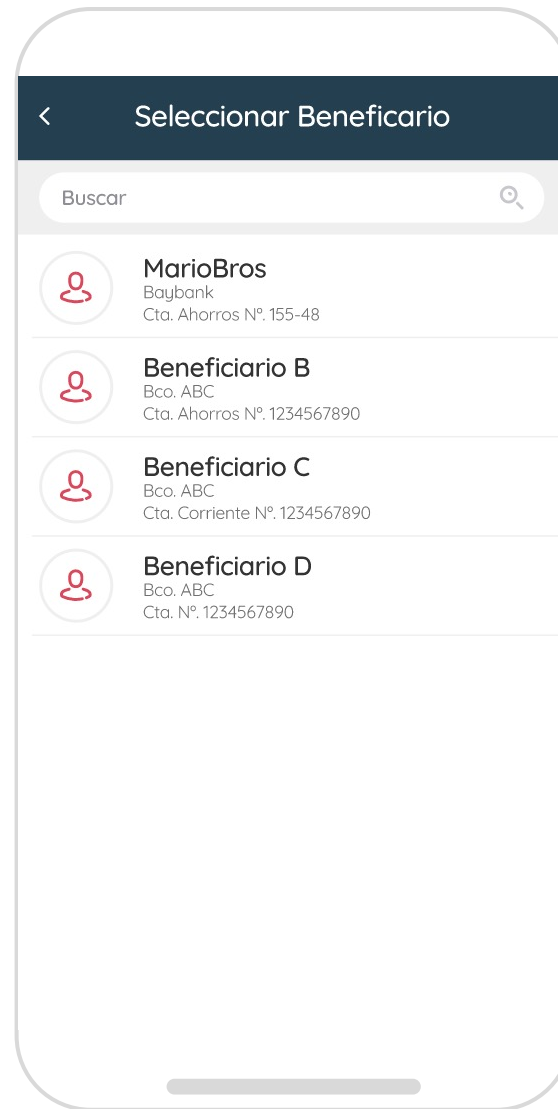 Seleccionar Beneficario
Buscar
MarioBros
Baybank
Cta. Ahorros Nº. 155-48
Beneficiario B
Bco. ABC
Cta. Ahorros Nº. 1234567890
Beneficiario C
Bco. ABC
Cta. Corriente Nº. 1234567890
Beneficiario D
Bco. ABC
Cta. Nº. 1234567890